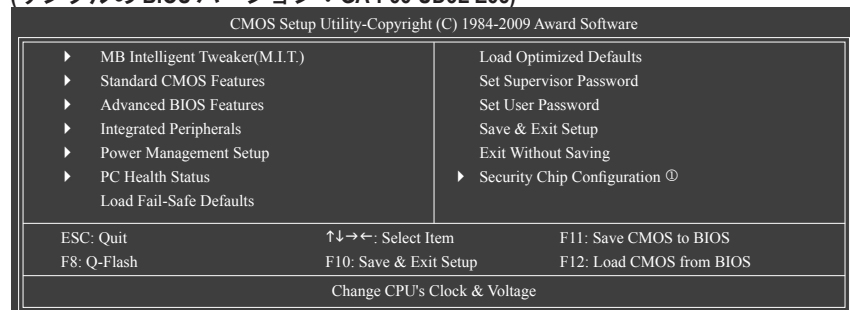 CMOS Setup Utility-Copyright (C) 1984-2009 Award Software
MB Intelligent Tweaker(M.I.T.)
Standard CMOS Features
Advanced BIOS Features
Integrated Peripherals
Power Management Setup
PC Health Status
Load Fail-Safe Defaults
Load Optimized Defaults
Set Supervisor Password
Set User Password
Save & Exit Setup
Exit Without Saving
Security Chip Configuration ①
ESC: Quit
↑↓→←: Select Item
F11: Save CMOS to BIOS
F8: Q-Flash
F10: Save & Exit Setup
F12: Load CMOS from BIOS
Change CPU's Clock & Voltage